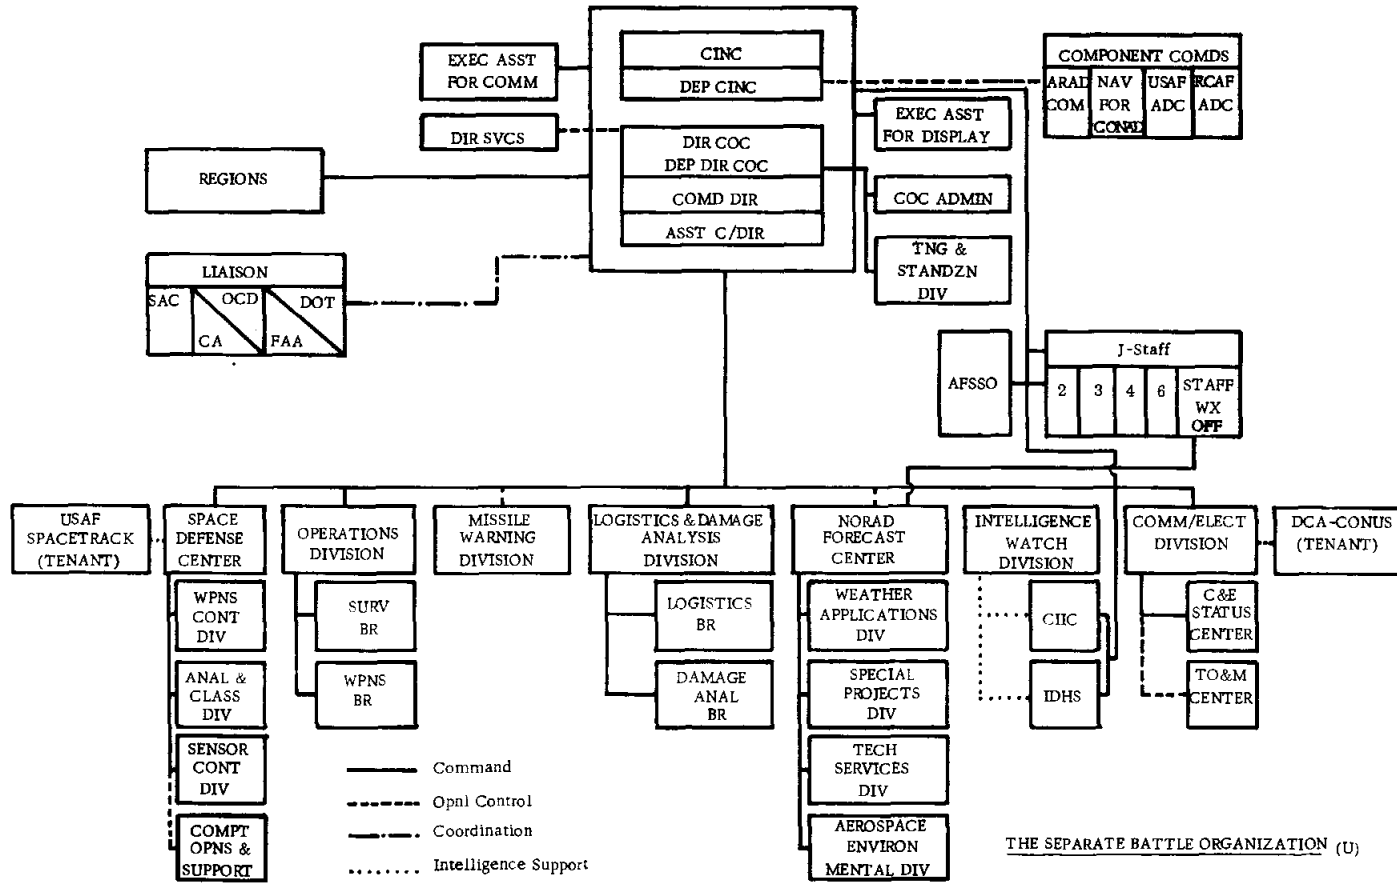 CINC
DEP CINC
EXEC ASST
FOR COMM
COMPONENT COMDS
ARAD
COM
NAV
FOR
CONAD
USAF
ADC
RCAF
ADC
EXEC ASST
FOR DISPLAY
DIR SVCS
DIR COC
DEP DIR COC
COMD DIR
ASST C/DIR
REGIONS
COC ADMIN
TNG &
STANDZN
DIV
LIAISON
SAC
OCD
CA
DOT
FAA
AFSSO
J-Staff
2
3
4
6
STAFF
WX
OFF
USAF
SPACETRACK
(TENANT)
SPACE
DEFENSE
CENTER
OPERATIONS
DIVISION
MISSILE
WARNING
DIVISION
LOGISTICS & DAMAGE
ANALYSIS
DIVISION
NORAD
FORECAST
CENTER
INTELLIGENCE
WATCH
DIVISION
COMM/ELECT
DIVISION
DCA-CONUS
(TENANT)
WPNS
CONT
DIV
SURV
BR
LOGISTICS
BR
WEATHER
APPLICATIONS
DIV
CIIC
C&E
STATUS
CENTER
ANAL &
CLASS
DIV
WPNS
BR
DAMAGE
ANAL
BR
SPECIAL
PROJECTS
DIV
IDHS
TO&M
CENTER
SENSOR
CONT
DIV
TECH
SERVICES
DIV
COMPT
OPNS &
SUPPORT
AEROSPACE
ENVIRON
MENTAL DIV
Command
Opnl Control
Coordination
Intelligence Support
THE SEPARATE BATTLE ORGANIZATION (U)